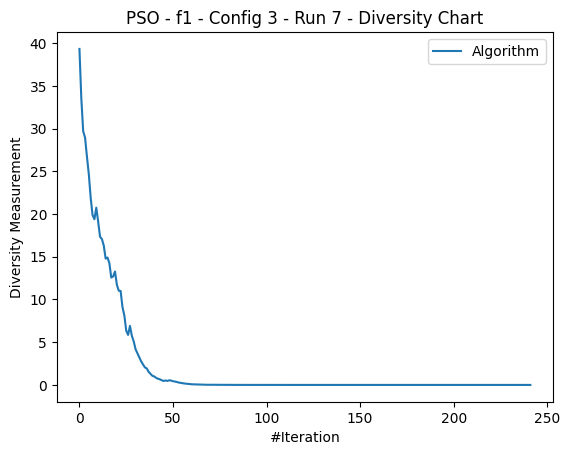 PSO - f1 - Config 3 - Run 7 - Diversity Chart
Algorithm
Diversity Measurement
40
35
30
25
20
15
10
5
0
0 50 100 150 200 250
#Iteration